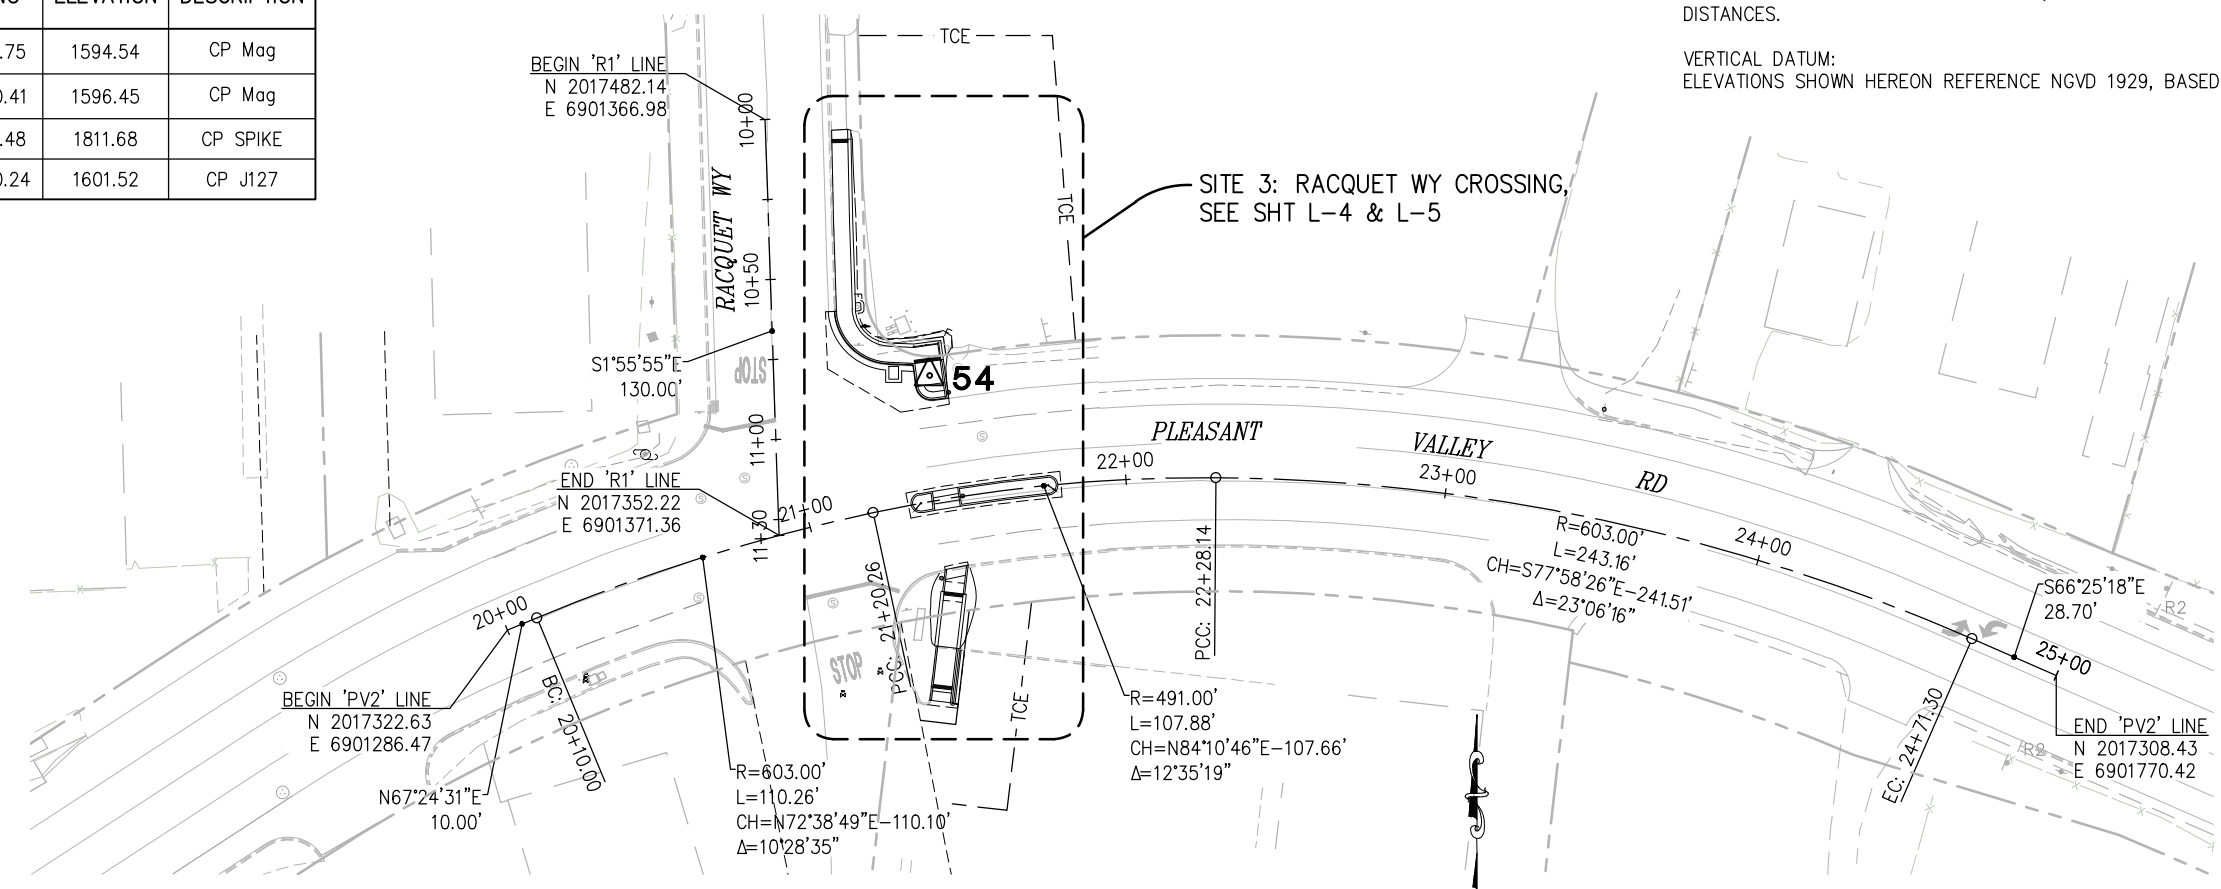 ELEVATION
.75 1594.54 CP Mag
0.41 1596.45 CP Mag
.48 1811.68 CP SPIKE
0.24 1601.52 CP J127
DISTANCES.
VERTICAL DATUM:
ELEVATIONS SHOWN HEREON REFERENCE NGVD 1929, BASED
BEGIN 'R1' LINE
N 2017482.14
E 6901366.98
10+00
RACQUET WY
10+50
TCE
TCE
SITE 3: RACQUET WY CROSSING,
SEE SHT L-4 & L-5
S1°55'55"E
130.00'
STOP
54
11+00
PLEASANT VALLEY RD
END 'R1' LINE
N 2017352.22
E 6901371.36
11+30
20+00
21+00
22+00
23+00
24+00
25+00
BEGIN 'PV2' LINE
N 2017322.63
E 6901286.47
N67°24'31"E
10.00'
BC: 20+10.00
R=603.00'
L=110.26'
CH=N72°38'49"E-110.10'
Δ=10°28'35"
STOP
PCC: 21+20.26
TCE
R=491.00'
L=107.88'
CH=N84°10'46"E-107.66'
Δ=12°35'19"
PCC: 22+28.14
R=603.00'
L=243.16'
CH=S77°58'26"E-241.51'
Δ=23°06'16"
EC: 24+71.30
S66°25'18"E
28.70'
R2
R2
END 'PV2' LINE
N 2017308.43
E 6901770.42